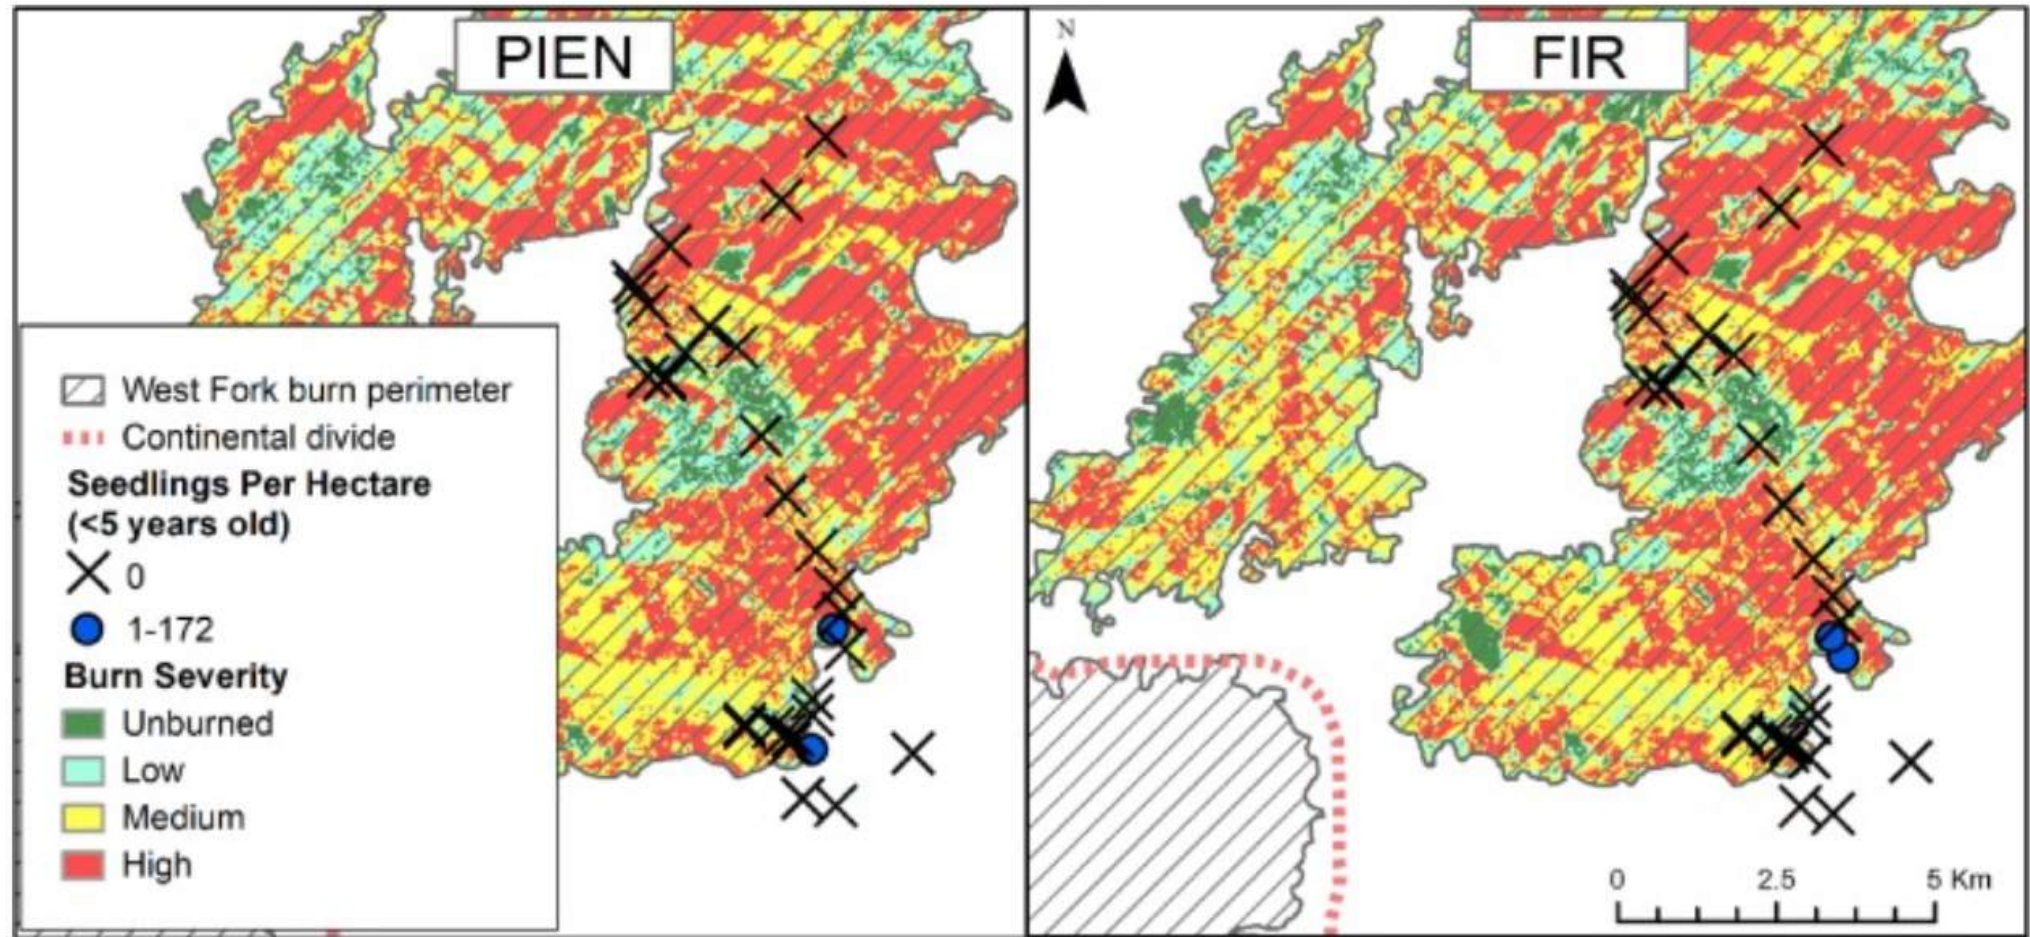 PIEN
N
FIR
West Fork burn perimeter
Continental divide
Seedlings Per Hectare
(<5 years old)
0
1-172
Burn Severity
Unburned
Low
Medium
High
0 2.5 5 Km